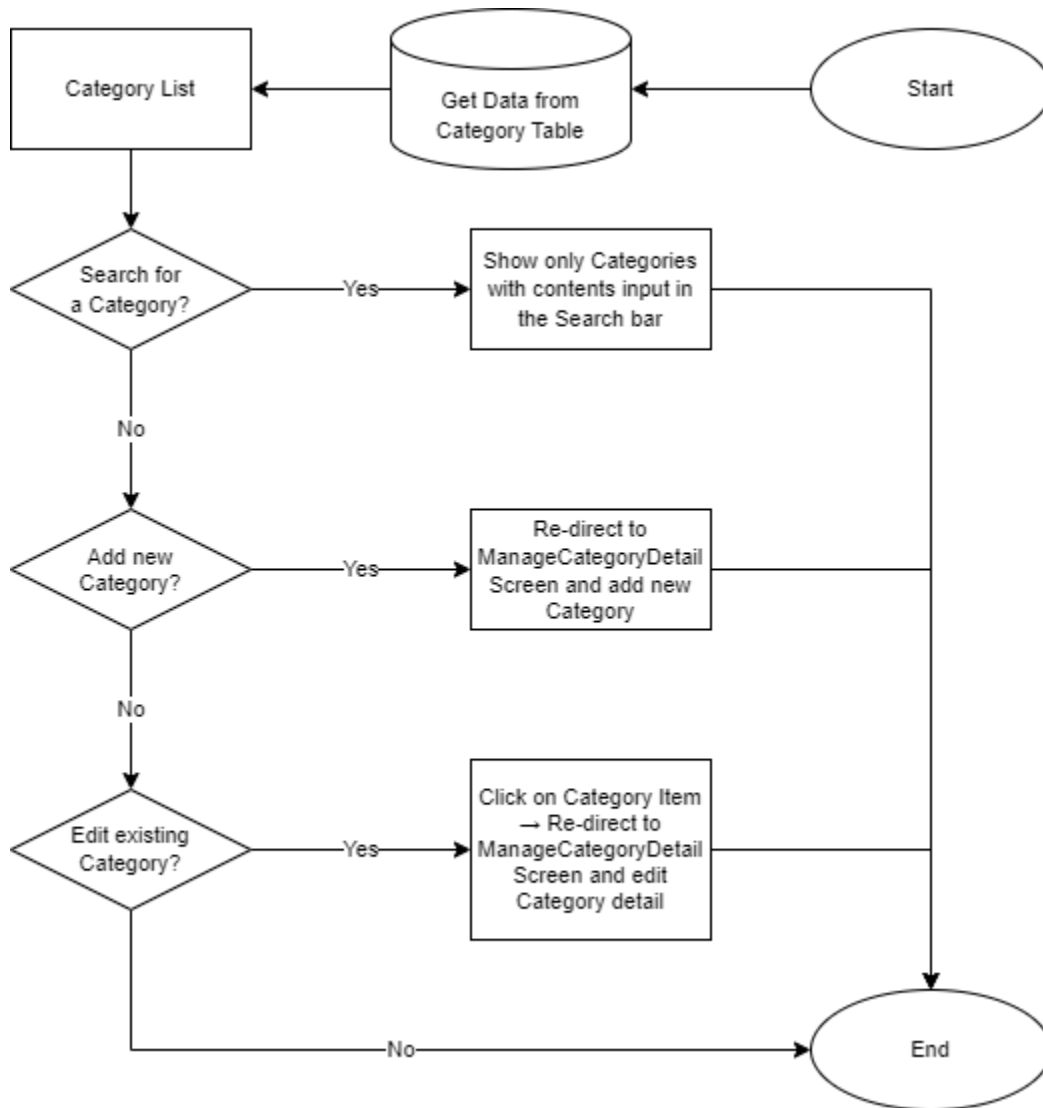 Category List
Get Data from
Category Table
Start
Search for
a Category?
Yes
Show only Categories
with contents input in
the Search bar
No
Add new
Category?
Yes
Re-direct to
ManageCategoryDetail
Screen and add new
Category
No
Edit existing
Category?
Yes
Click on Category Item
→ Re-direct to
ManageCategoryDetail
Screen and edit
Category detail
No
End